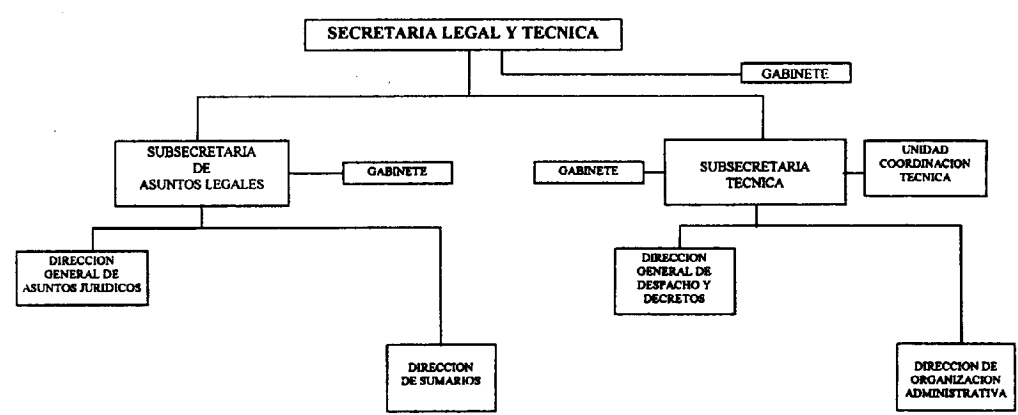 SECRETARIA LEGAL Y TECNICA
GABINETE
SUBSECRETARIA
DE
ASUNTOS LEGALES
GABINETE
GABINETE
SUBSECRETARIA
TECNICA
UNIDAD
COORDINACION
TECNICA
DIRECCION
GENERAL DE
ASUNTOS JURIDICOS
DIRECCION
GENERAL DE
DESPACHO Y
DECRETOS
DIRECCION
DE SUMARIOS
DIRECCION DE
ORGANIZACION
ADMINISTRATIVA